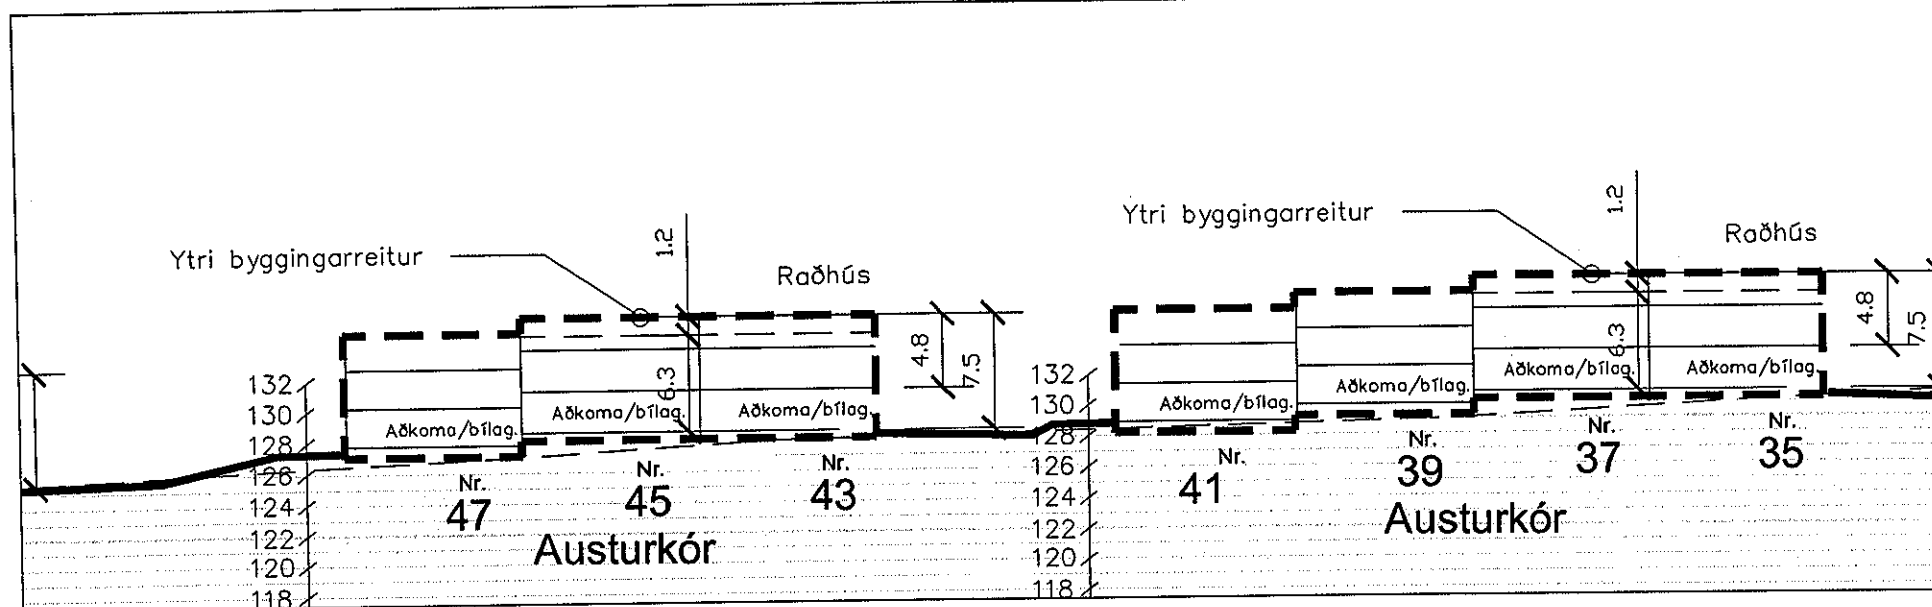 Ytri byggingarreitur
1.2
Raðhús
4.8
7.5
6.3
132
130
128
126
124
122
120
118
Aðkoma/bílag.
Aðkoma/bílag.
Aðkoma/bílag.
Nr.
47
Nr.
45
Nr.
43
Austurkór
Ytri byggingarreitur
1.2
Raðhús
4.8
7.5
6.3
132
130
128
126
124
122
120
118
Aðkoma/bílag.
Aðkoma/bílag.
Aðkoma/bílag.
Aðkoma/bílag.
Nr.
41
Nr.
39
Nr.
37
Nr.
35
Austurkór